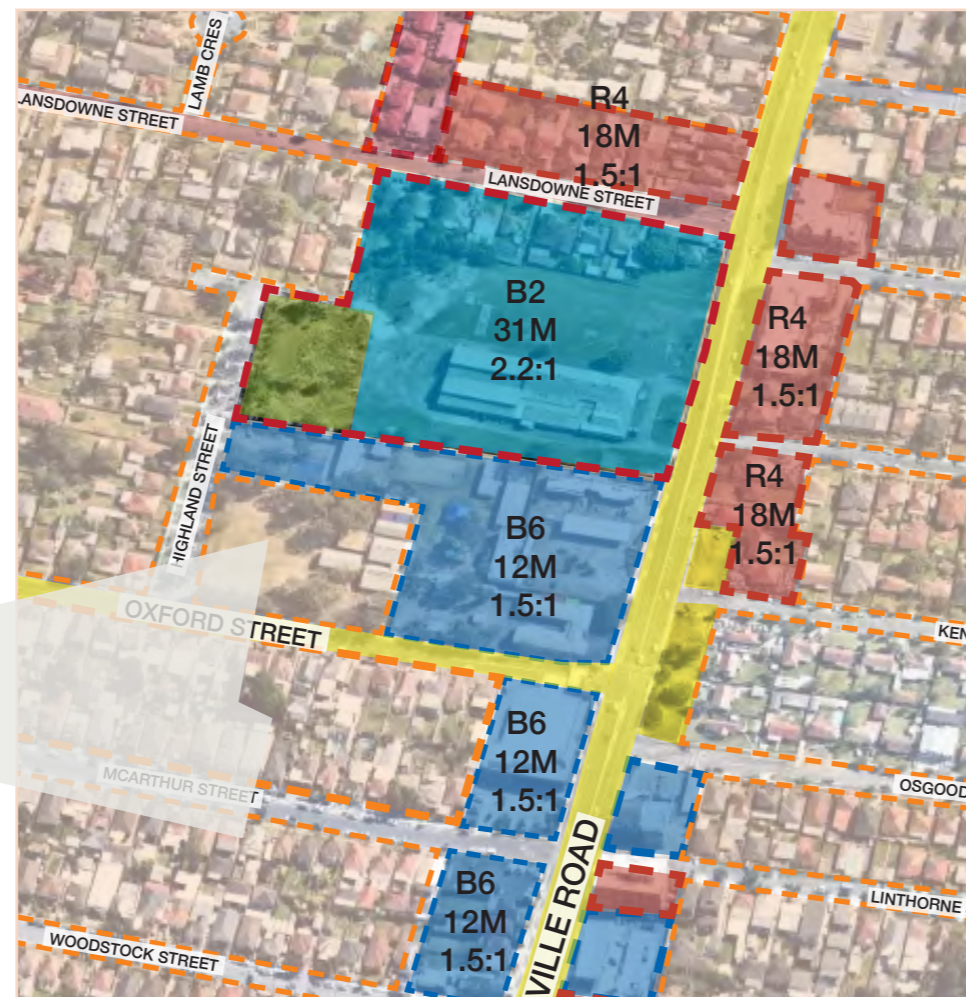 LAMB CRES
LANSDOWNE STREET
R4
18M
1.5:1
LANSDOWNE STREET
B2
31M
2.2:1
R4
18M
1.5:1
R4
18M
1.5:1
HIGHLAND STREET
B6
12M
1.5:1
OXFORD STREET
KEN
B6
12M
1.5:1
MCARTHUR STREET
OSGOOD
B6
12M
1.5:1
VILLE ROAD
LINTHORNE
WOODSTOCK STREET